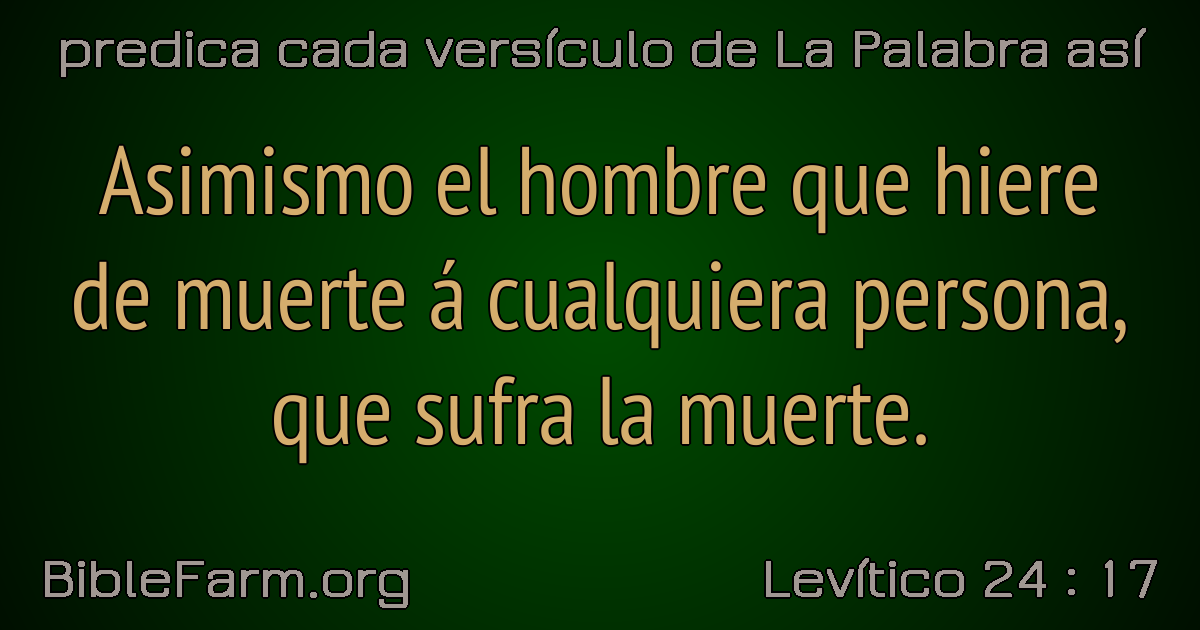 predica cada versículo de La Palabra así
Asimismo el hombre que hiere
de muerte á cualquiera persona,
que sufra la muerte.
BibleFarm.org
Levítico 24 : 17